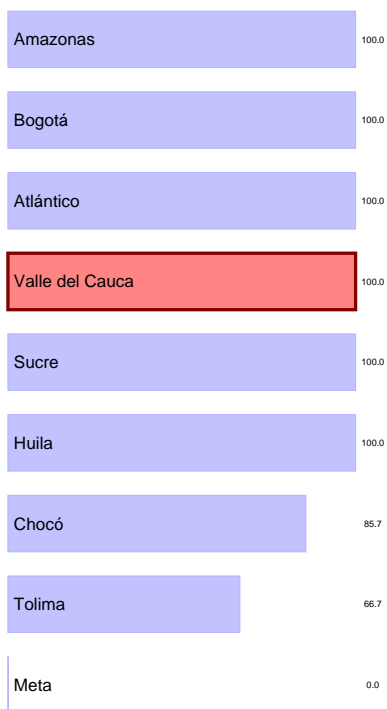 Amazonas 100.0
Bogotá 100.0
Atlántico 100.0
Valle del Cauca 100.0
Sucre 100.0
Huila 100.0
Chocó 85.7
Tolima 66.7
Meta 0.0